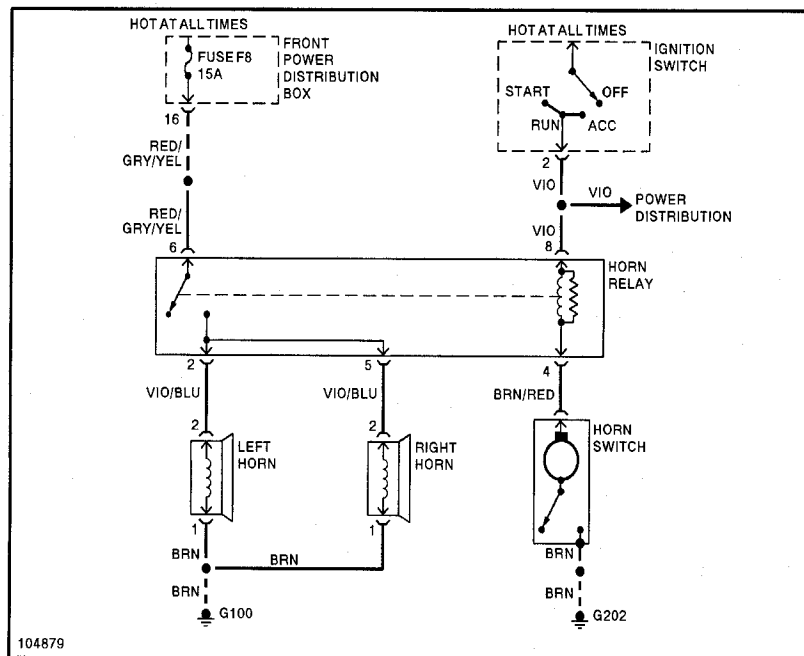 HOT AT ALL TIMES
FUSE F8
15A
FRONT
POWER
DISTRIBUTION
BOX
16
RED/
GRY/YEL
RED/
GRY/YEL
6
HOT AT ALL TIMES
IGNITION
SWITCH
START
OFF
RUN
ACC
2
VIO
VIO
POWER
DISTRIBUTION
VIO
8
HORN
RELAY
2
5
4
VIO/BLU
VIO/BLU
BRN/RED
2
LEFT
HORN
1
2
RIGHT
HORN
1
HORN
SWITCH
BRN
BRN
BRN
G100
BRN
BRN
G202
104879